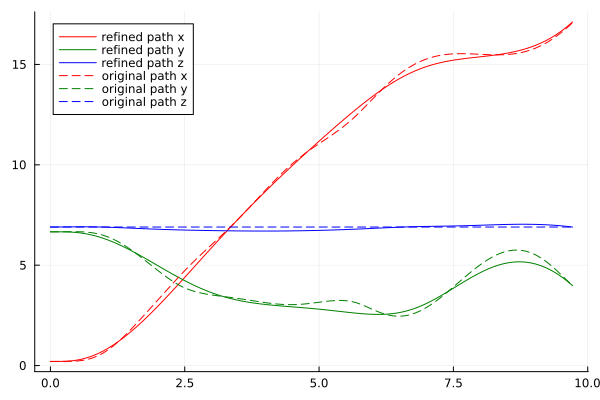 refined path x
refined path y
refined path z
original path x
original path y
original path z
15
10
5
0
0.0 2.5 5.0 7.5 10.0